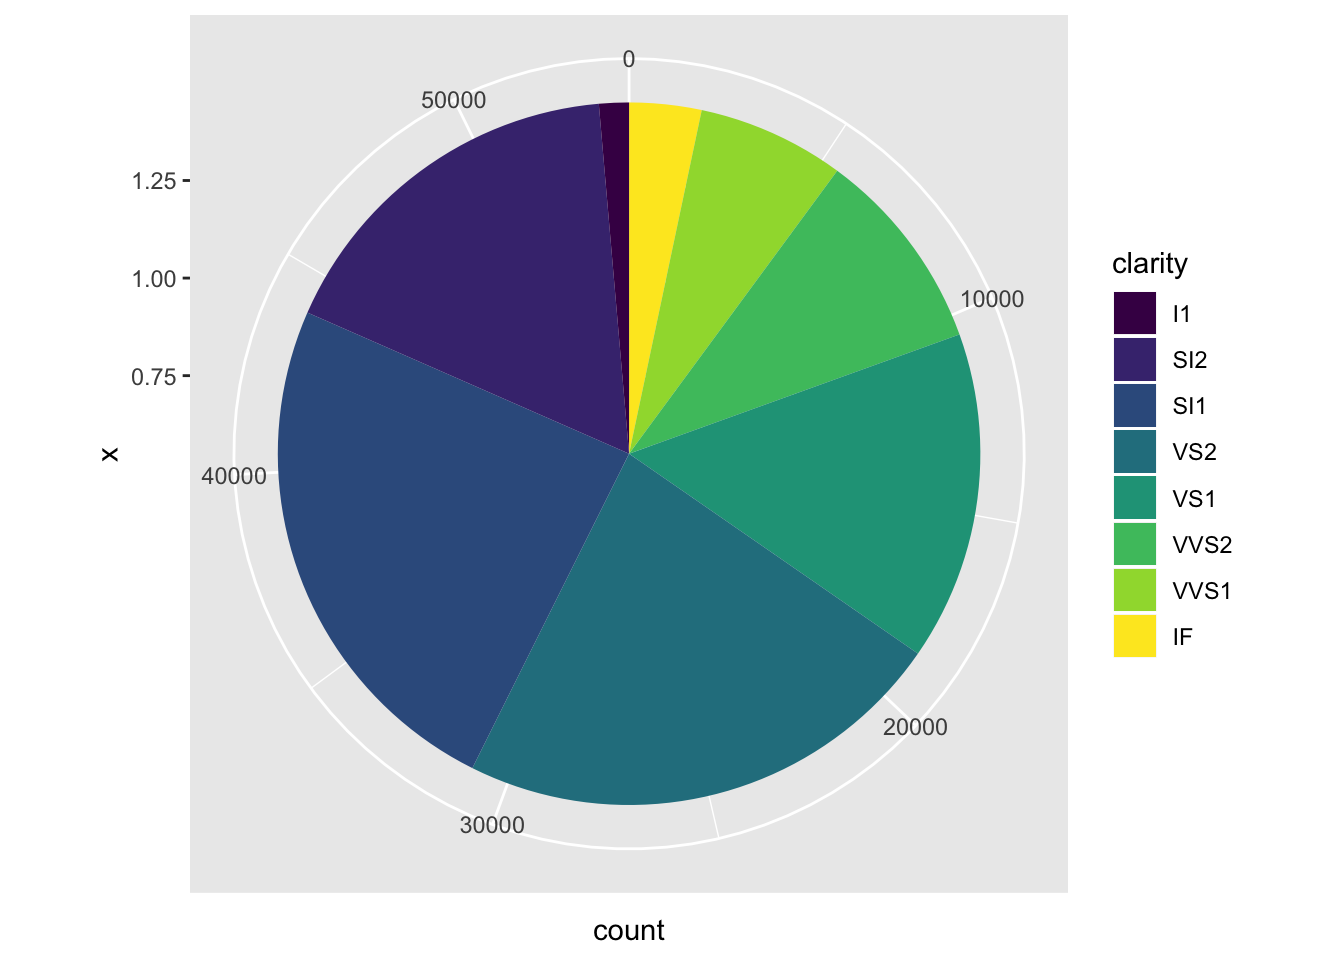 0
50000
1.25
1.00
10000
0.75
x
40000
20000
30000
count
clarity
I1
SI2
SI1
VS2
VS1
VVS2
VVS1
IF